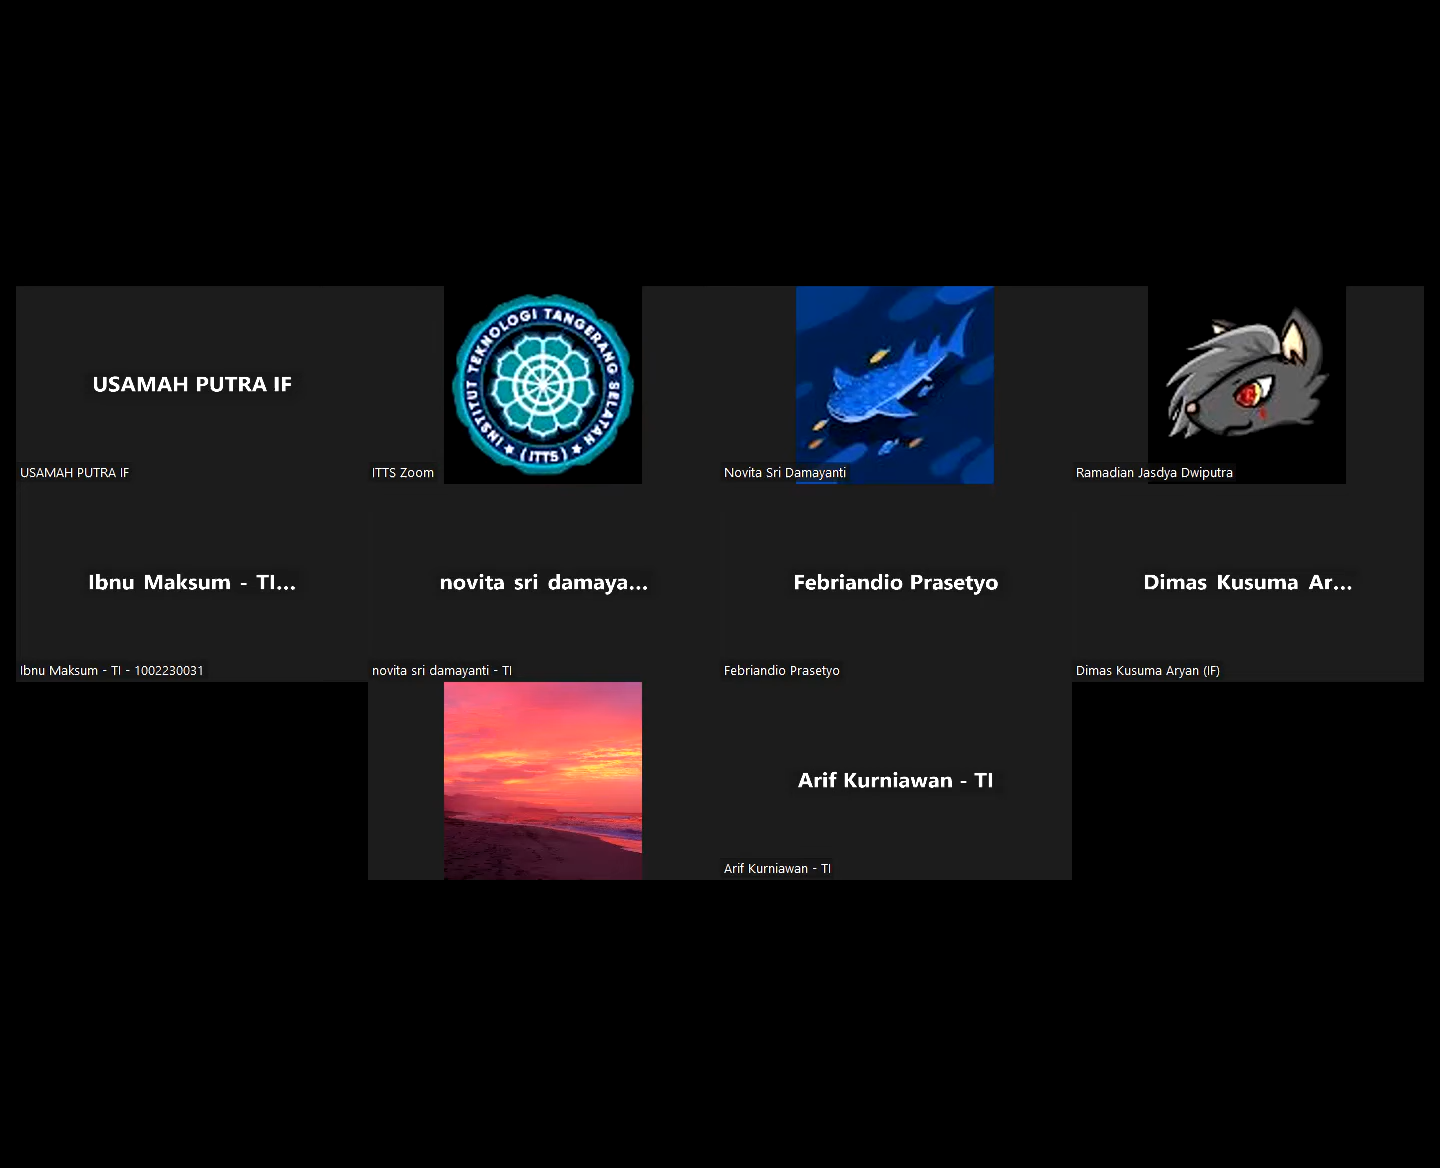 USAMAH PUTRA IF
USAMAH PUTRA IF
INSTITUT TEKNOLOGI TANGERANG SELATAN
(ITTS)
ITTS Zoom
Novita Sri Damayanti
Ramadian Jasdya Dwiputra
Ibnu Maksum - TI...
Ibnu Maksum - TI - 1002230031
novita sri damaya...
novita sri damayanti - TI
Febriandio Prasetyo
Febriandio Prasetyo
Dimas Kusuma Ar...
Dimas Kusuma Aryan (IF)
Arif Kurniawan - TI
Arif Kurniawan - TI